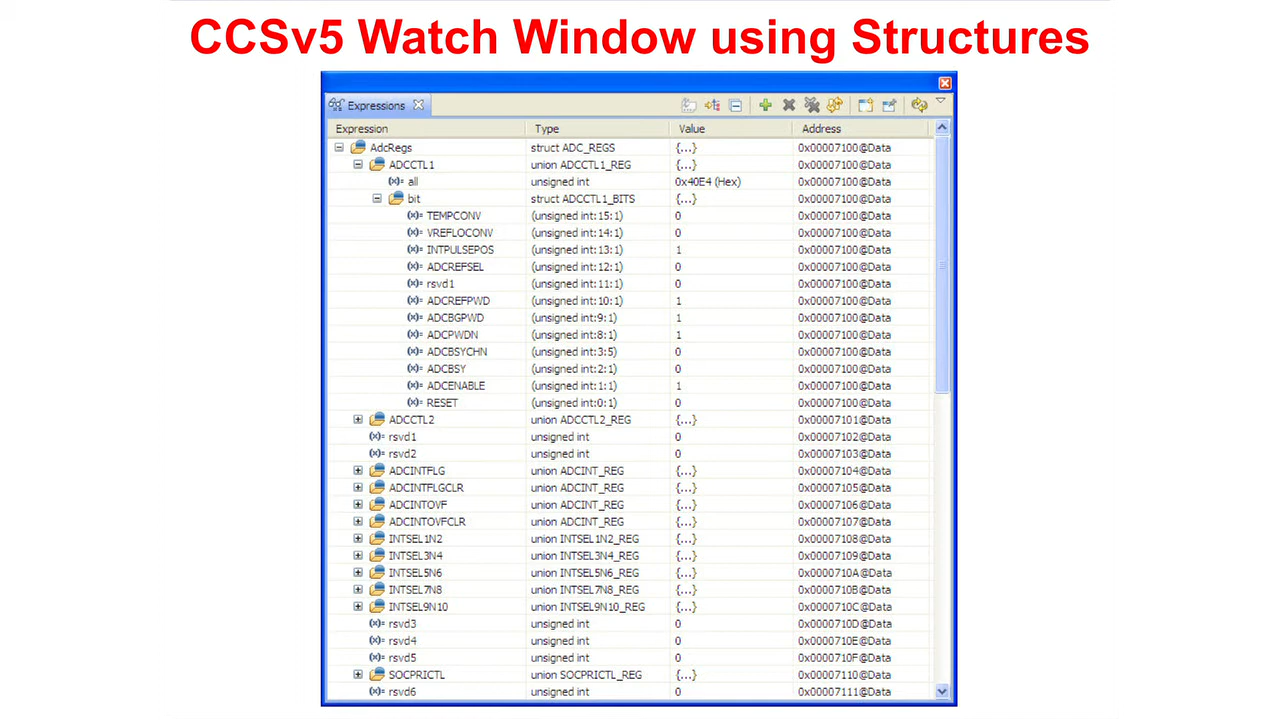 CCSv5 Watch Window using Structures
Expressions
Expression Type Value Address
AdcRegs struct ADC_REGS {...} 0x00007100@Data
ADCCTL1 union ADCCTL1_REG {...} 0x00007100@Data
(x)= all unsigned int 0x40E4 (Hex) 0x00007100@Data
bit struct ADCCTL1_BITS {...} 0x00007100@Data
(x)= TEMPCONV (unsigned int:15:1) 0 0x00007100@Data
(x)= VREFLOCONV (unsigned int:14:1) 0 0x00007100@Data
(x)= INTPULSEPOS (unsigned int:13:1) 1 0x00007100@Data
(x)= ADCREFSEL (unsigned int:12:1) 0 0x00007100@Data
(x)= rsvd1 (unsigned int:11:1) 0 0x00007100@Data
(x)= ADCREFPWD (unsigned int:10:1) 1 0x00007100@Data
(x)= ADCBGPWD (unsigned int:9:1) 1 0x00007100@Data
(x)= ADCPWDN (unsigned int:8:1) 1 0x00007100@Data
(x)= ADCBSYCHN (unsigned int:3:5) 0 0x00007100@Data
(x)= ADCBSY (unsigned int:2:1) 0 0x00007100@Data
(x)= ADCENABLE (unsigned int:1:1) 1 0x00007100@Data
(x)= RESET (unsigned int:0:1) 0 0x00007100@Data
ADCCTL2 union ADCCTL2_REG {...} 0x00007101@Data
(x)= rsvd1 unsigned int 0 0x00007102@Data
(x)= rsvd2 unsigned int 0 0x00007103@Data
ADCINTFLG union ADCINT_REG {...} 0x00007104@Data
ADCINTFLGCLR union ADCINT_REG {...} 0x00007105@Data
ADCINTOVF union ADCINT_REG {...} 0x00007106@Data
ADCINTOVFCLR union ADCINT_REG {...} 0x00007107@Data
INTSEL1N2 union INTSEL1N2_REG {...} 0x00007108@Data
INTSEL3N4 union INTSEL3N4_REG {...} 0x00007109@Data
INTSEL5N6 union INTSEL5N6_REG {...} 0x0000710A@Data
INTSEL7N8 union INTSEL7N8_REG {...} 0x0000710B@Data
INTSEL9N10 union INTSEL9N10_REG {...} 0x0000710C@Data
(x)= rsvd3 unsigned int 0 0x0000710D@Data
(x)= rsvd4 unsigned int 0 0x0000710E@Data
(x)= rsvd5 unsigned int 0 0x0000710F@Data
SOCPRICTL union SOCPRICTL_REG {...} 0x00007110@Data
(x)= rsvd6 unsigned int 0 0x00007111@Data